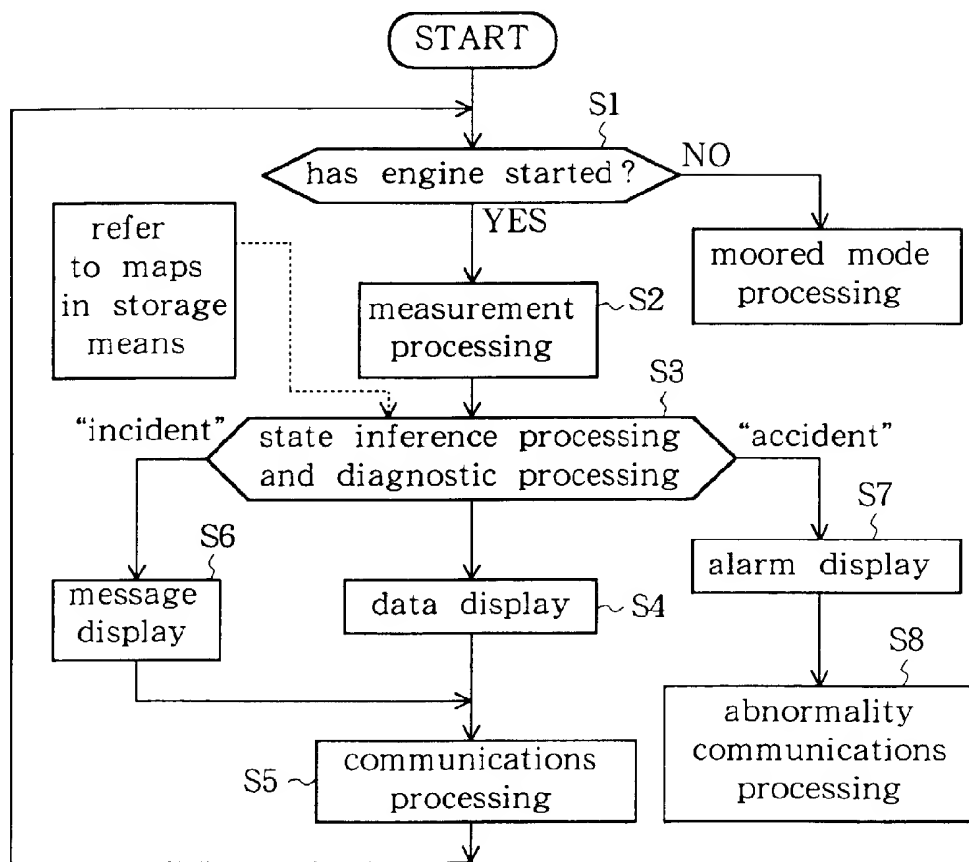 START
S1
has engine started?
NO
YES
refer
to maps
in storage
means
moored mode
processing
S2
measurement
processing
S3
"incident"
state inference processing
and diagnostic processing
"accident"
S7
S6
alarm display
message
display
data display
S4
S8
abnormality
communications
processing
S5
communications
processing